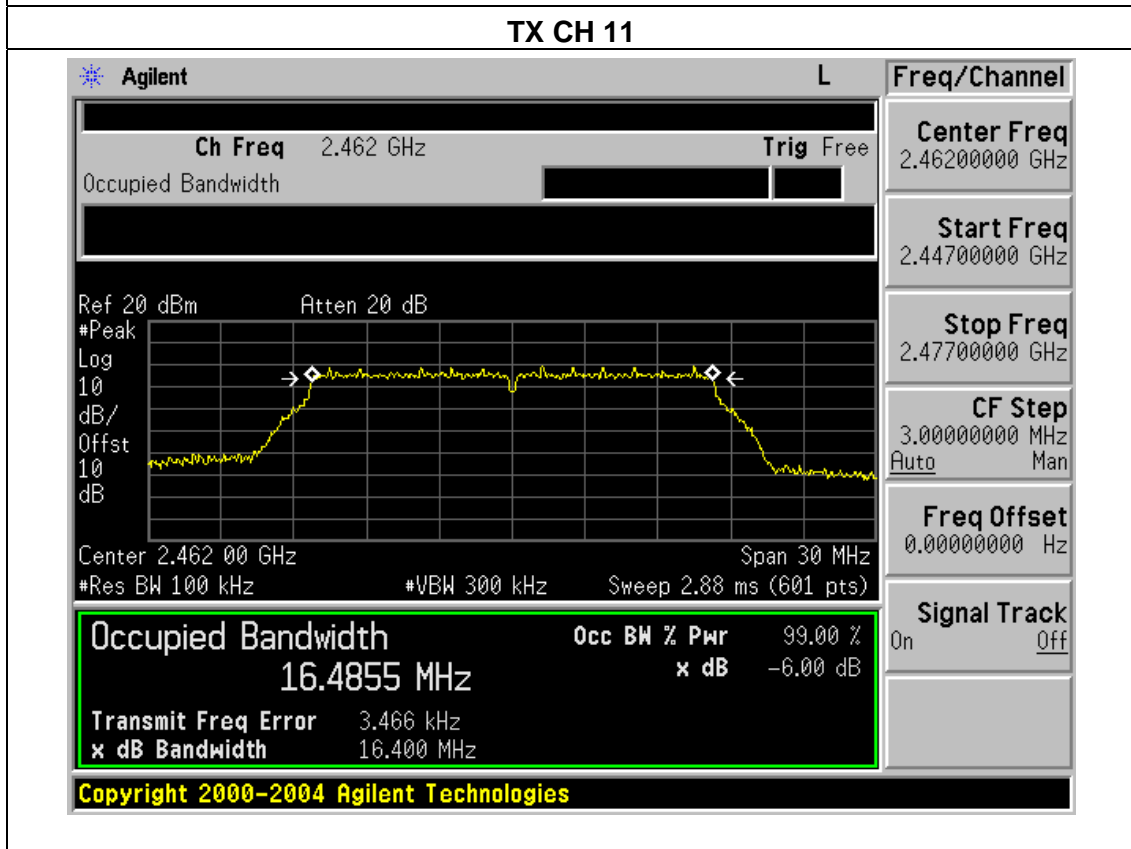 TX CH 11
Agilent L Freq/Channel
Ch Freq 2.462 GHz Trig Free
Occupied Bandwidth
Center Freq
2.46200000 GHz
Start Freq
2.44700000 GHz
Stop Freq
2.47700000 GHz
CF Step
3.00000000 MHz
Auto Man
Freq Offset
0.00000000 Hz
Signal Track
On Off
Ref 20 dBm Atten 20 dB
#Peak
Log
10
dB/
Offst
10
dB
Center 2.462 00 GHz Span 30 MHz
#Res BW 100 kHz #VBW 300 kHz Sweep 2.88 ms (601 pts)
Occupied Bandwidth Occ BW % Pwr 99.00 %
16.4855 MHz x dB -6.00 dB
Transmit Freq Error 3.466 kHz
x dB Bandwidth 16.400 MHz
Copyright 2000-2004 Agilent Technologies